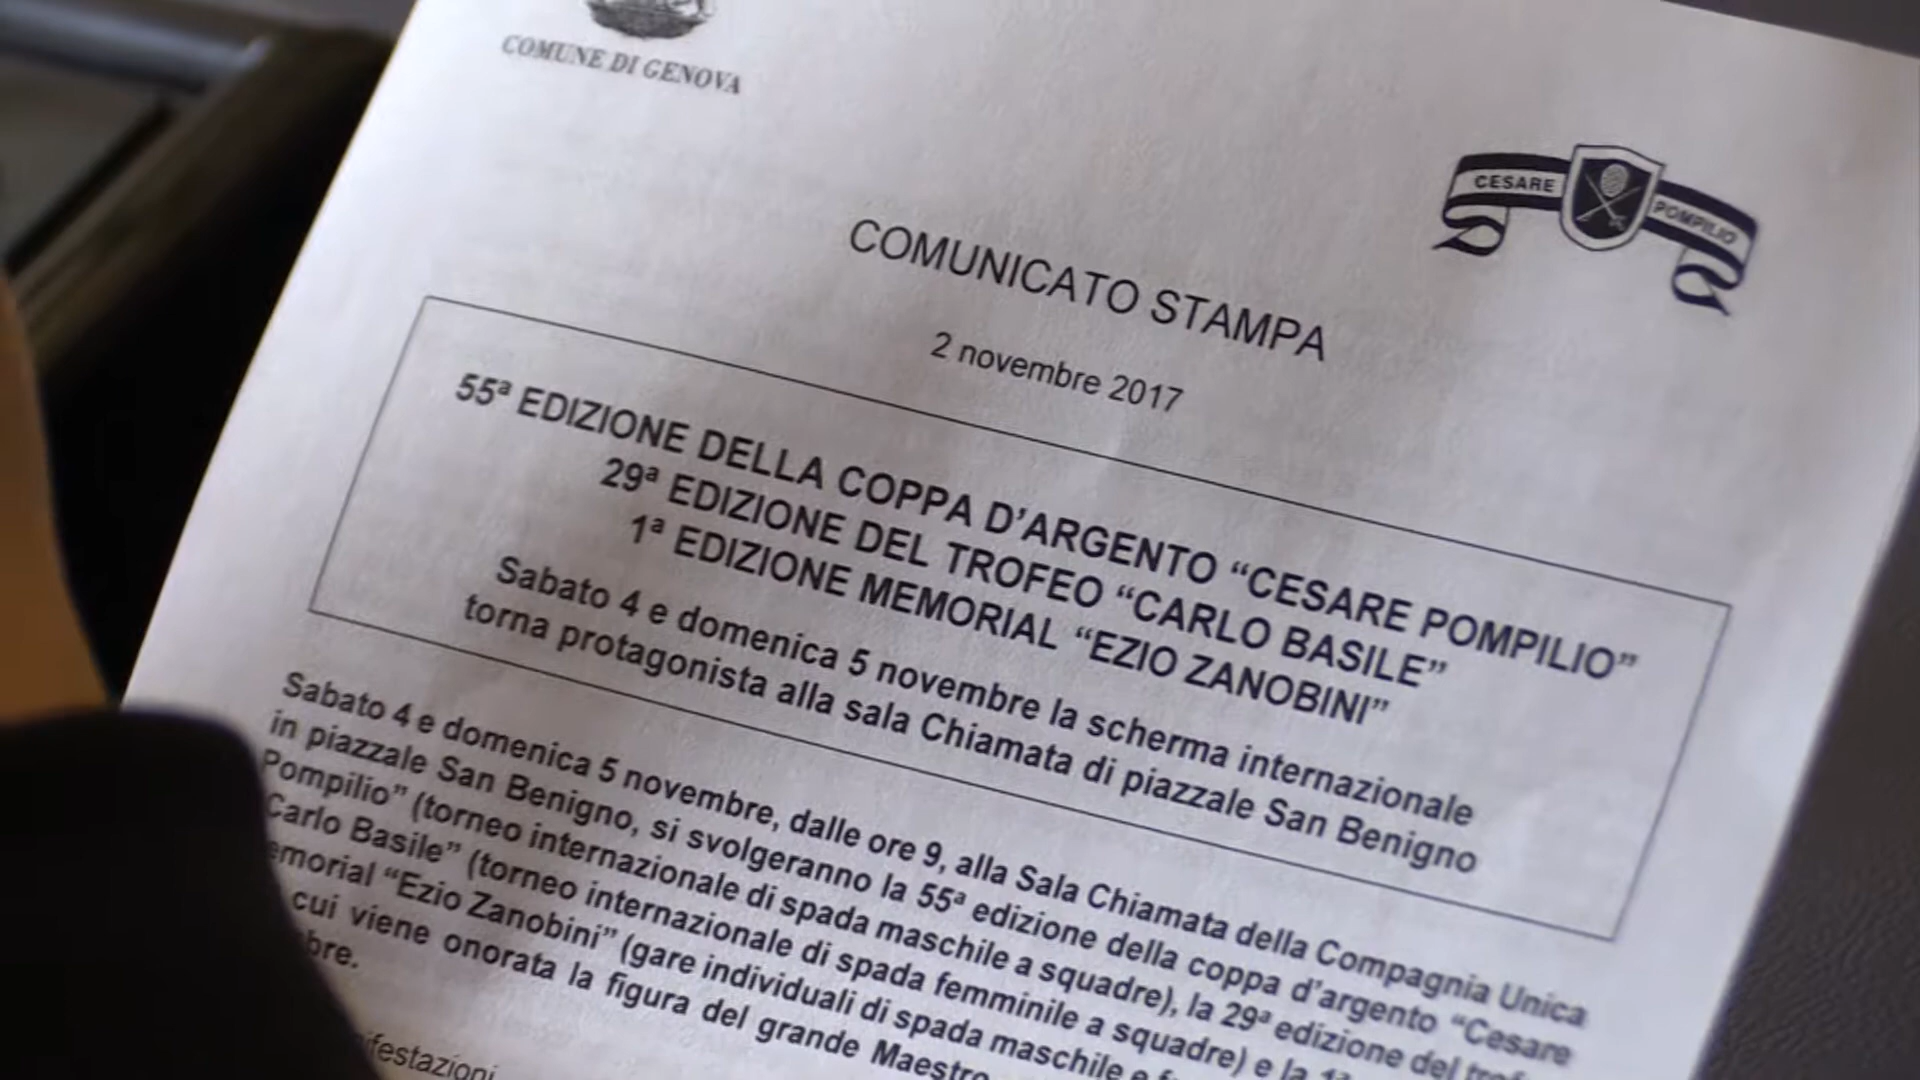 COMUNE DI GENOVA
CESARE POMPILIO
COMUNICATO STAMPA
2 novembre 2017
55ª EDIZIONE DELLA COPPA D’ARGENTO “CESARE POMPILIO”
29ª EDIZIONE DEL TROFEO “CARLO BASILE”
1ª EDIZIONE MEMORIAL “EZIO ZANOBINI”
Sabato 4 e domenica 5 novembre la scherma internazionale
torna protagonista alla sala Chiamata di piazzale San Benigno
Sabato 4 e domenica 5 novembre, dalle ore 9, alla Sala Chiamata della Compagnia Unica
in piazzale San Benigno, si svolgeranno la 55ª edizione della coppa d’argento “Cesare
Pompilio” (torneo internazionale di spada maschile a squadre), la 29ª edizione del
Carlo Basile” (torneo internazionale di spada femminile a squadre) e la
“Ezio Zanobini” (gare individuali di spada maschile e
cui viene onorata la figura del grande Maestro